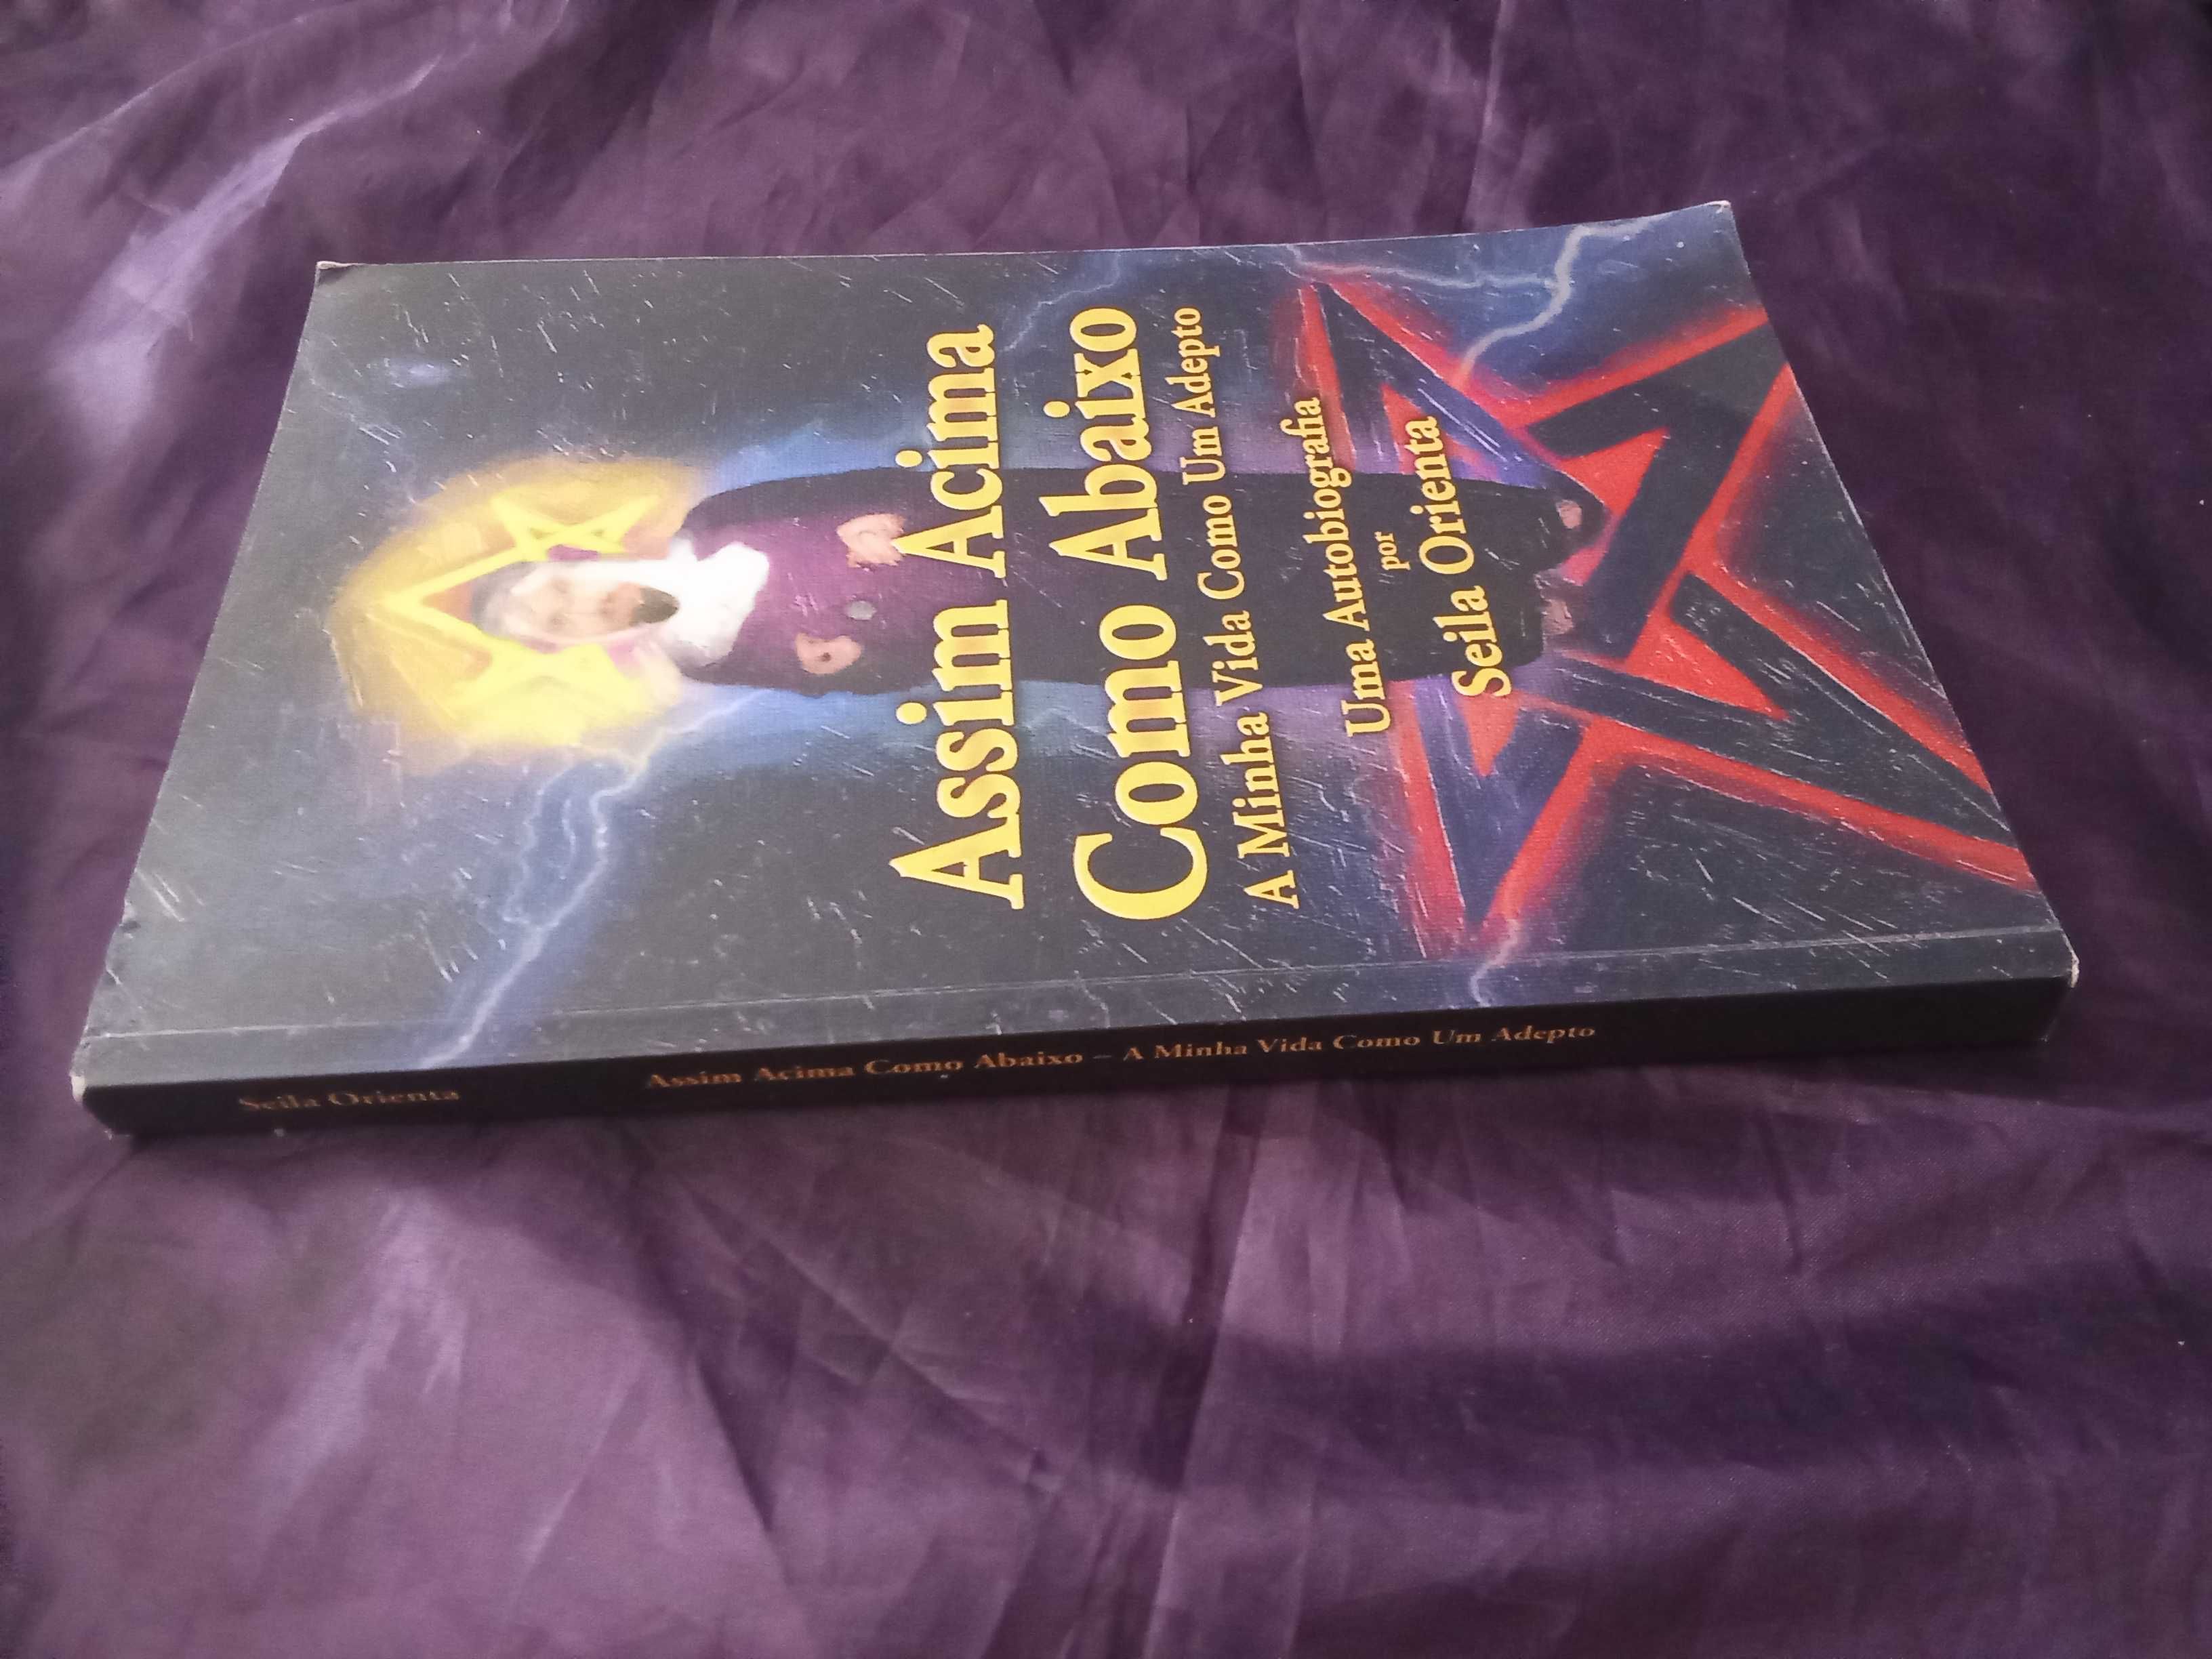 Assim Acima
Como Abaixo
A Minha Vida Como Um Adepto
Uma Autobiografia
por
Seila Orienta
Seila Orienta
Assim Acima Como Abaixo – A Minha Vida Como Um Adepto